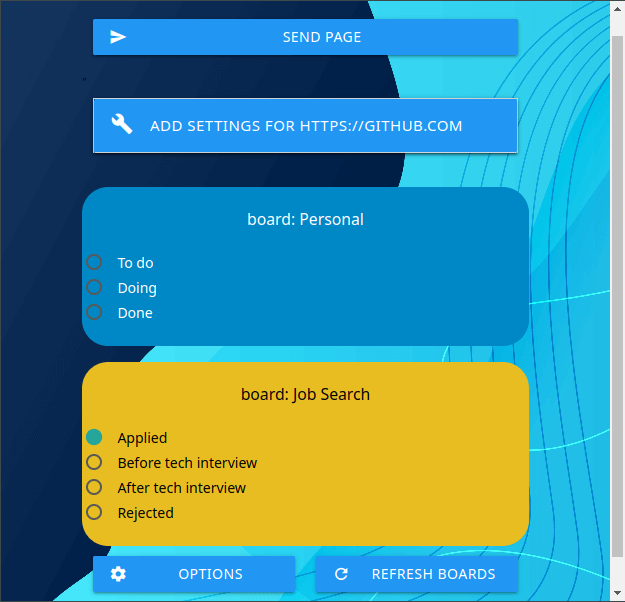 SEND PAGE
ADD SETTINGS FOR HTTPS://GITHUB.COM
board: Personal
To do
Doing
Done
board: Job Search
Applied
Before tech interview
After tech interview
Rejected
OPTIONS
REFRESH BOARDS